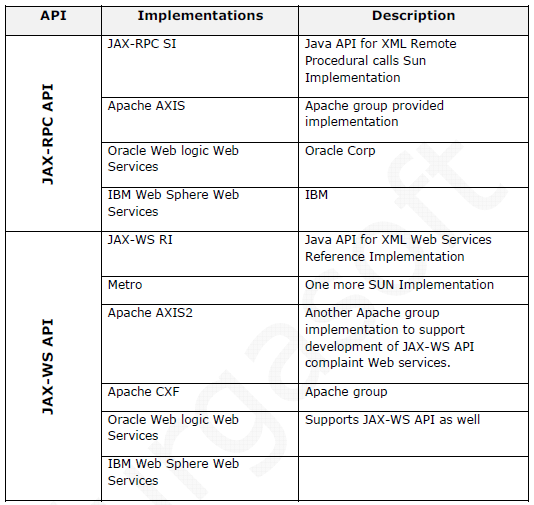 API Implementations Description
JAX-RPC API
JAX-RPC SI
Java API for XML Remote
Procedural calls Sun
Implementation
Apache AXIS
Apache group provided
implementation
Oracle Web logic Web
Services
Oracle Corp
IBM Web Sphere Web
Services
IBM
JAX-WS API
JAX-WS RI
Java API for XML Web Services
Reference Implementation
Metro
One more SUN Implementation
Apache AXIS2
Another Apache group
implementation to support
development of JAX-WS API
complaint Web services.
Apache CXF
Apache group
Oracle Web logic Web
Services
Supports JAX-WS API as well
IBM Web Sphere Web
Services